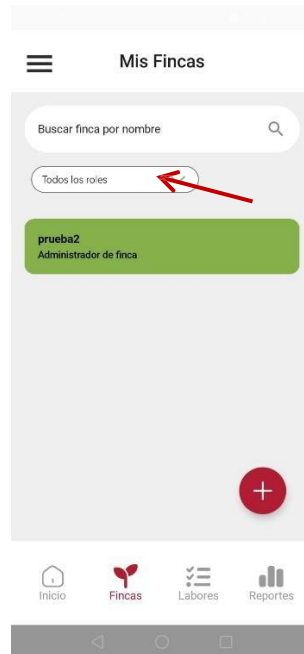 Mis Fincas
Buscar finca por nombre
Todos los roles
prueba2
Administrador de finca
Inicio Fincas Labores Reportes